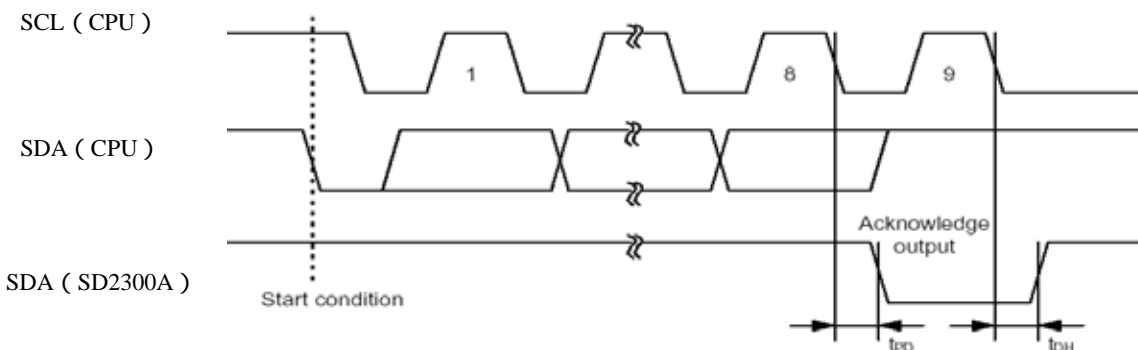 SCL ( CPU )
1
8
9
SDA ( CPU )
Acknowledge
output
SDA ( SD2300A )
Start condition
tPD
tDH